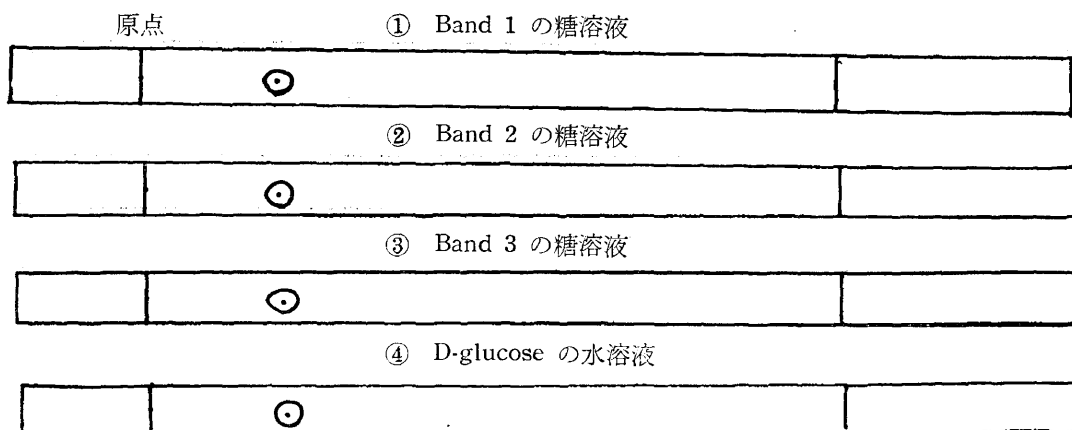 原点
① Band 1 の糖溶液
② Band 2 の糖溶液
③ Band 3 の糖溶液
④ D-glucose の水溶液